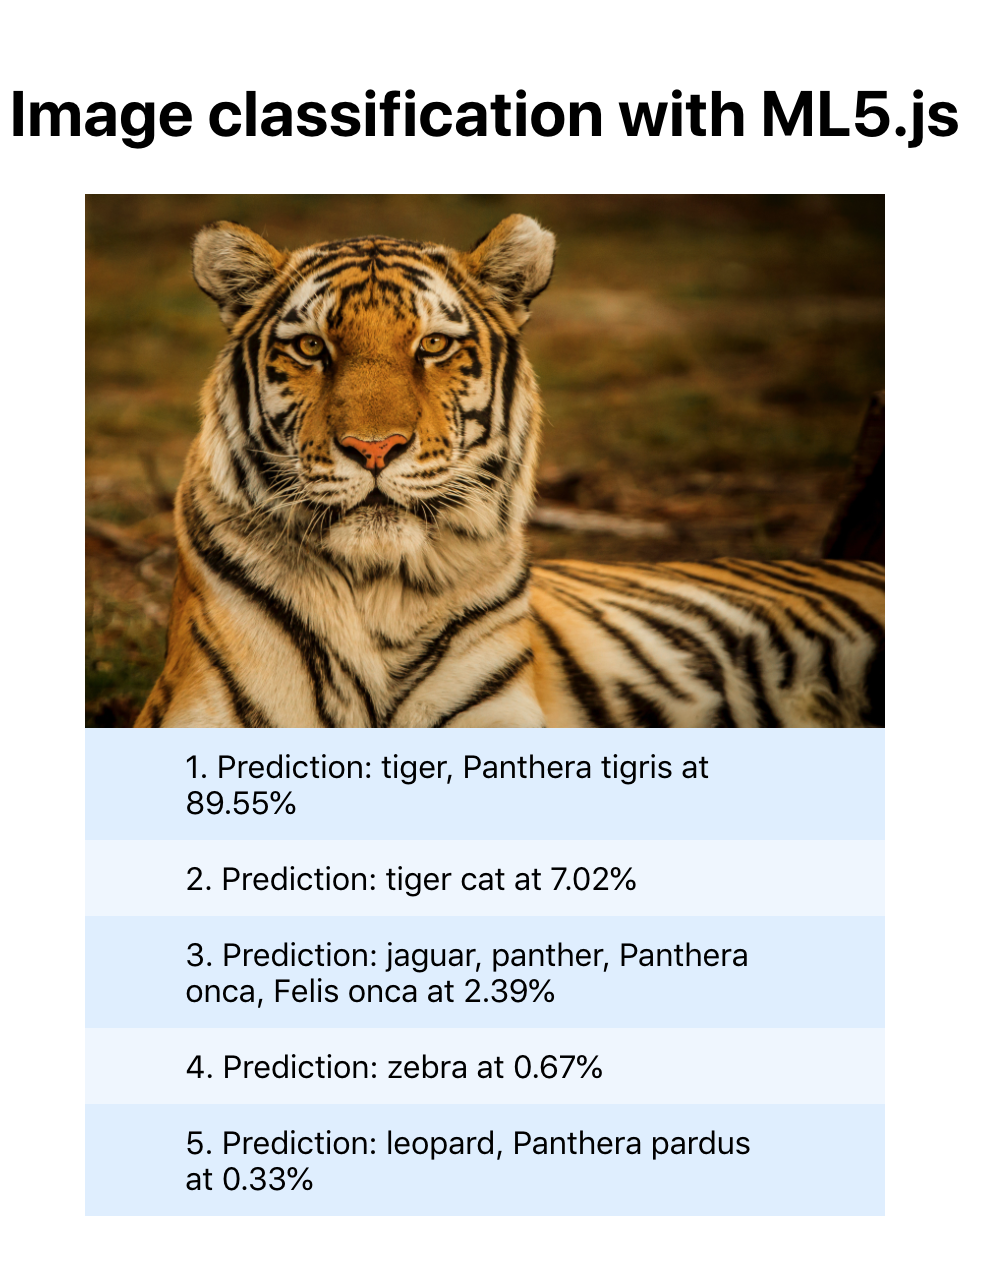 Image classification with ML5.js
1. Prediction: tiger, Panthera tigris at
89.55%
2. Prediction: tiger cat at 7.02%
3. Prediction: jaguar, panther, Panthera
onca, Felis onca at 2.39%
4. Prediction: zebra at 0.67%
5. Prediction: leopard, Panthera pardus
at 0.33%